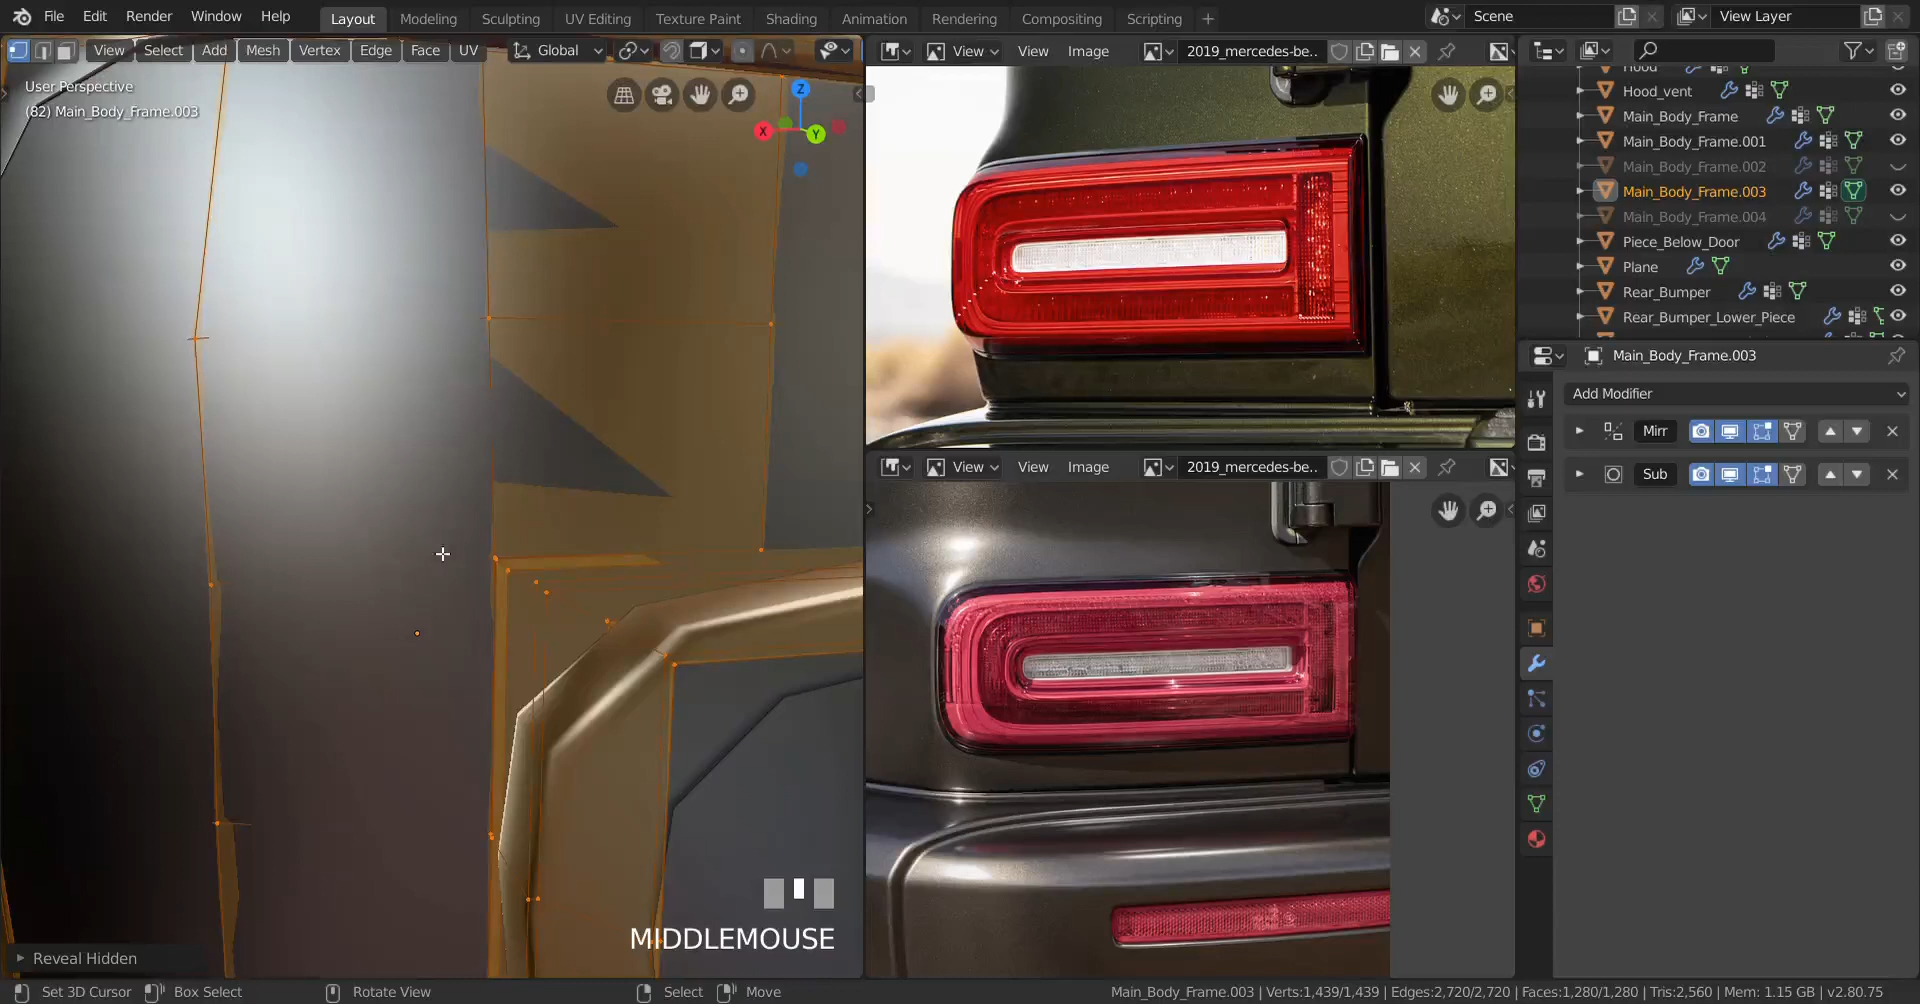 File Edit Render Window Help
Layout Modeling Sculpting UV Editing Texture Paint Shading Animation Rendering Compositing Scripting +
Scene
View Layer
View Select Add Mesh Vertex Edge Face UV
Global
User Perspective
(82) Main_Body_Frame.003
Z
X
Y
View View Image 2019_mercedes-be..
View View Image 2019_mercedes-be..
Hood
Hood_vent
Main_Body_Frame
Main_Body_Frame.001
Main_Body_Frame.002
Main_Body_Frame.003
Main_Body_Frame.004
Piece_Below_Door
Plane
Rear_Bumper
Rear_Bumper_Lower_Piece
Main_Body_Frame.003
Add Modifier
Mirr
Sub
MIDDLEMOUSE
Reveal Hidden
Set 3D Cursor Box Select Rotate View Select Move
Main_Body_Frame.003 | Verts:1,439/1,439 | Edges:2,720/2,720 | Faces:1,280/1,280 | Tris:2,560 | Mem: 1.15 GB | v2.80.75